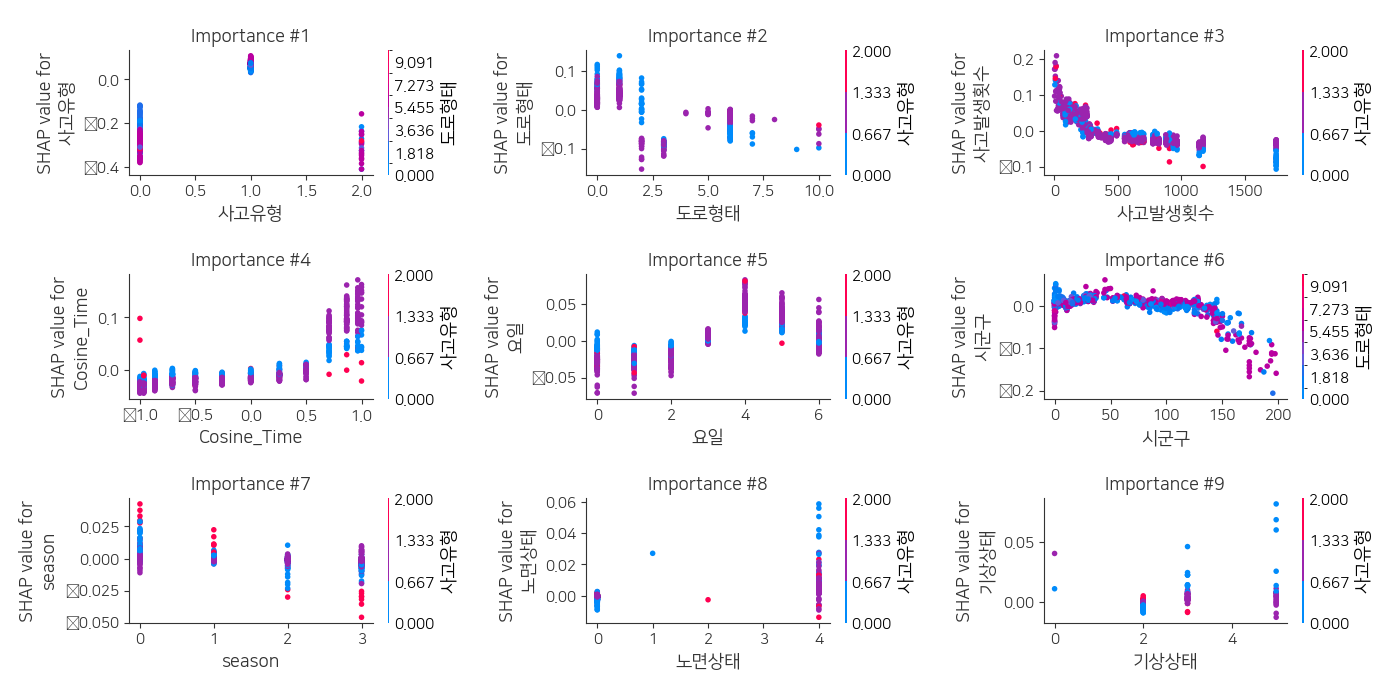 Importance #1
SHAP value for
사고유형
0.0
0.2
0.4
0.0
0.5
1.0
1.5
2.0
사고유형
9.091
7.273
5.455
3.636
1.818
0.000
도로형태
Importance #2
SHAP value for
도로형태
0.1
0.0
0.1
0.0
2.5
5.0
7.5
10.0
도로형태
2.000
1.333
0.667
0.000
사고유형
Importance #3
SHAP value for
사고발생횟수
0.2
0.1
0.0
0.1
0
500
1000
1500
사고발생횟수
2.000
1.333
0.667
0.000
사고유형
Importance #4
SHAP value for
Cosine_Time
0.1
0.0
1.0
0.5
0.0
0.5
1.0
Cosine_Time
2.000
1.333
0.667
0.000
사고유형
Importance #5
SHAP value for
요일
0.05
0.00
0.05
0
2
4
6
요일
2.000
1.333
0.667
0.000
사고유형
Importance #6
SHAP value for
시군구
0.0
0.1
0.2
0
50
100
150
200
시군구
9.091
7.273
5.455
3.636
1.818
0.000
도로형태
Importance #7
SHAP value for
season
0.025
0.000
0.025
0.050
0
1
2
3
season
2.000
1.333
0.667
0.000
사고유형
Importance #8
SHAP value for
노면상태
0.06
0.04
0.02
0.00
0
1
2
3
4
노면상태
2.000
1.333
0.667
0.000
사고유형
Importance #9
SHAP value for
기상상태
0.05
0.00
0
2
4
기상상태
2.000
1.333
0.667
0.000
사고유형